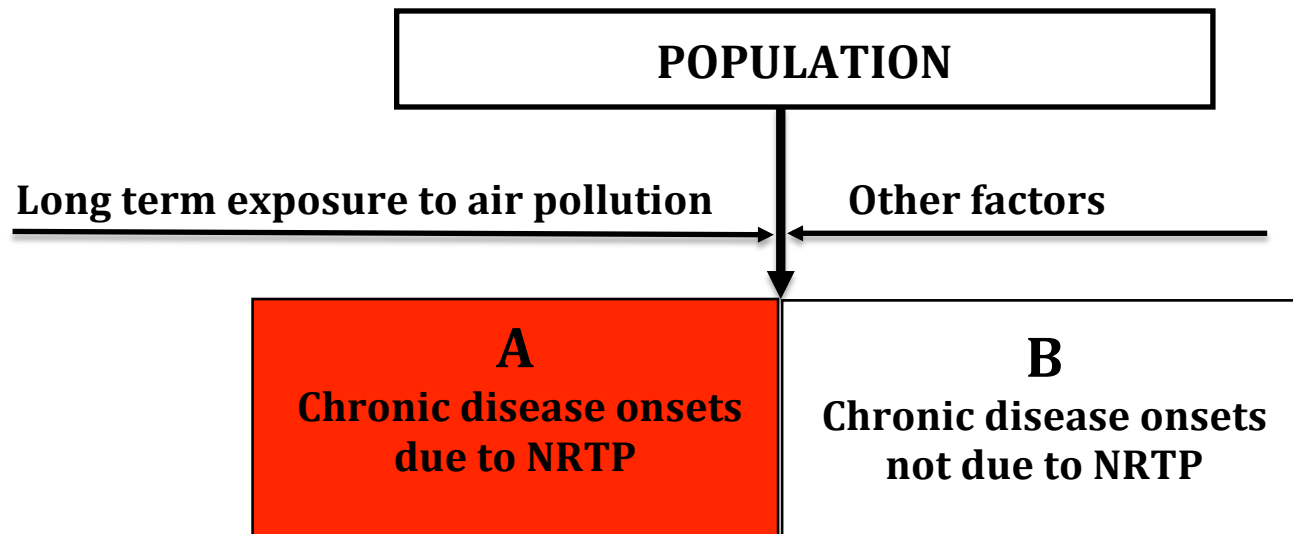 POPULATION
Long term exposure to air pollution
Other factors
A
Chronic disease onsets
due to NRTP
B
Chronic disease onsets
not due to NRTP